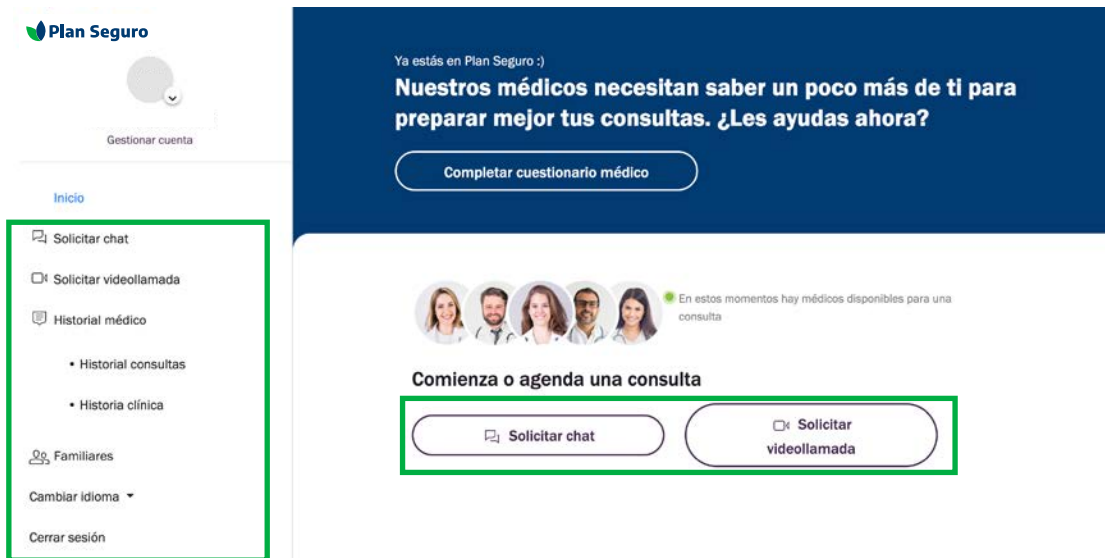 Plan Seguro
Gestionar cuenta
Inicio
Solicitar chat
Solicitar videollamada
Historial médico
• Historial consultas
• Historia clínica
Familiares
Cambiar idioma
Cerrar sesión
Ya estás en Plan Seguro :)
Nuestros médicos necesitan saber un poco más de ti para
preparar mejor tus consultas. ¿Les ayudas ahora?
Completar cuestionario médico
En estos momentos hay médicos disponibles para una
consulta
Comienza o agenda una consulta
Solicitar chat
Solicitar
videollamada